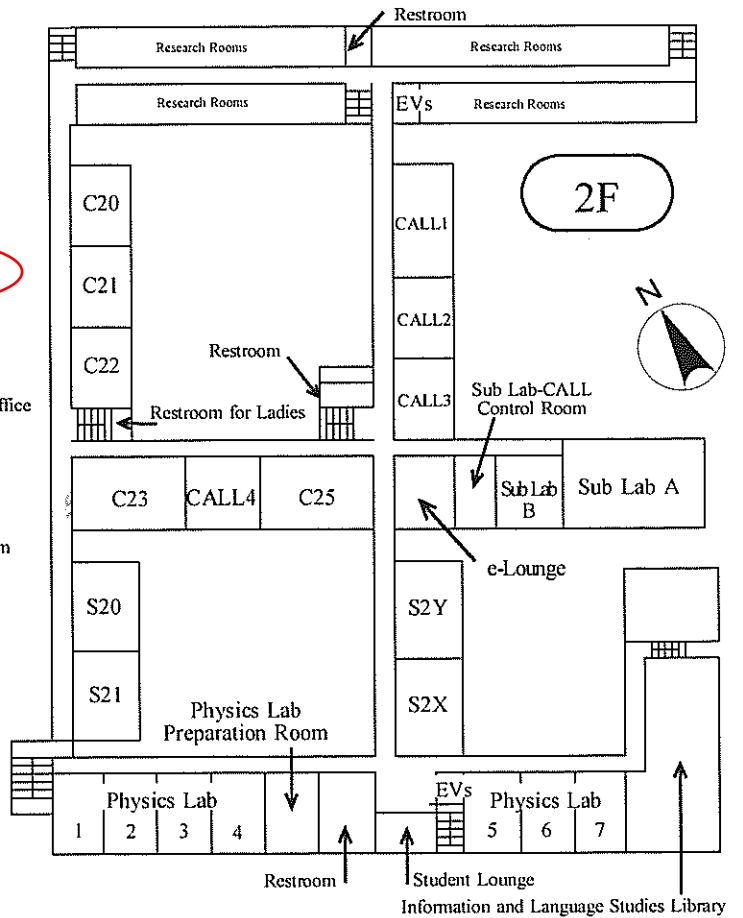 Restroom
Research Rooms
Research Rooms
Research Rooms
EVs
Research Rooms
2F
C20
CALL1
C21
N
CALL2
C22
Restroom
CALL3
Sub Lab-CALL
Control Room
ffice
Restroom for Ladies
C23
CALL4
C25
Sub Lab
B
Sub Lab A
m
e-Lounge
S20
S2Y
S21
S2X
Physics Lab
Preparation Room
EVs
Physics Lab
1
2
3
4
Physics Lab
5
6
7
Restroom
Student Lounge
Information and Language Studies Library